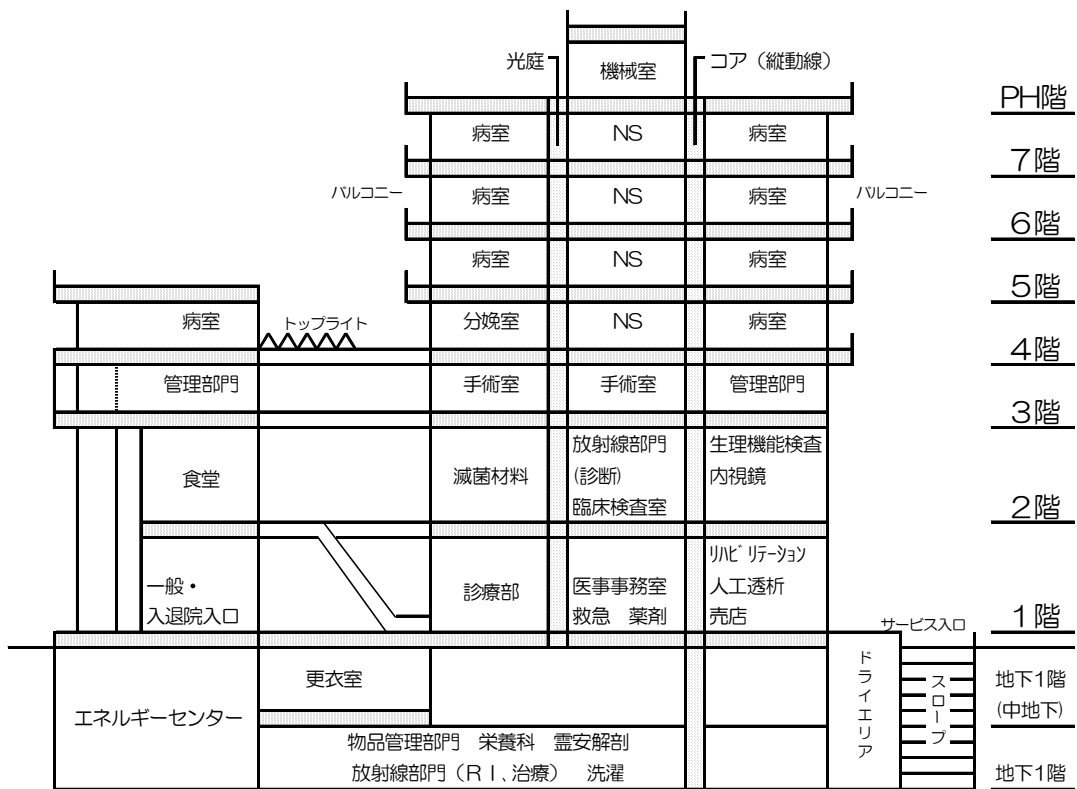 光庭
コア（縦動線）
機械室
PH階
病室
NS
病室
7階
バルコニー
病室
NS
病室
バルコニー
6階
病室
NS
病室
5階
病室
トップライト
分娩室
NS
病室
4階
管理部門
手術室
手術室
管理部門
3階
食堂
滅菌材料
放射線部門
(診断)
臨床検査室
生理機能検査
内視鏡
2階
一般・
入退院入口
診療部
医事事務室
救急　薬剤
リハビリテーション
人工透析
売店
サービス入口
1階
更衣室
エネルギーセンター
ドライエリア
スロープ
地下1階
(中地下)
物品管理部門　栄養科　霊安解剖
放射線部門（RI、治療）　洗濯
地下1階